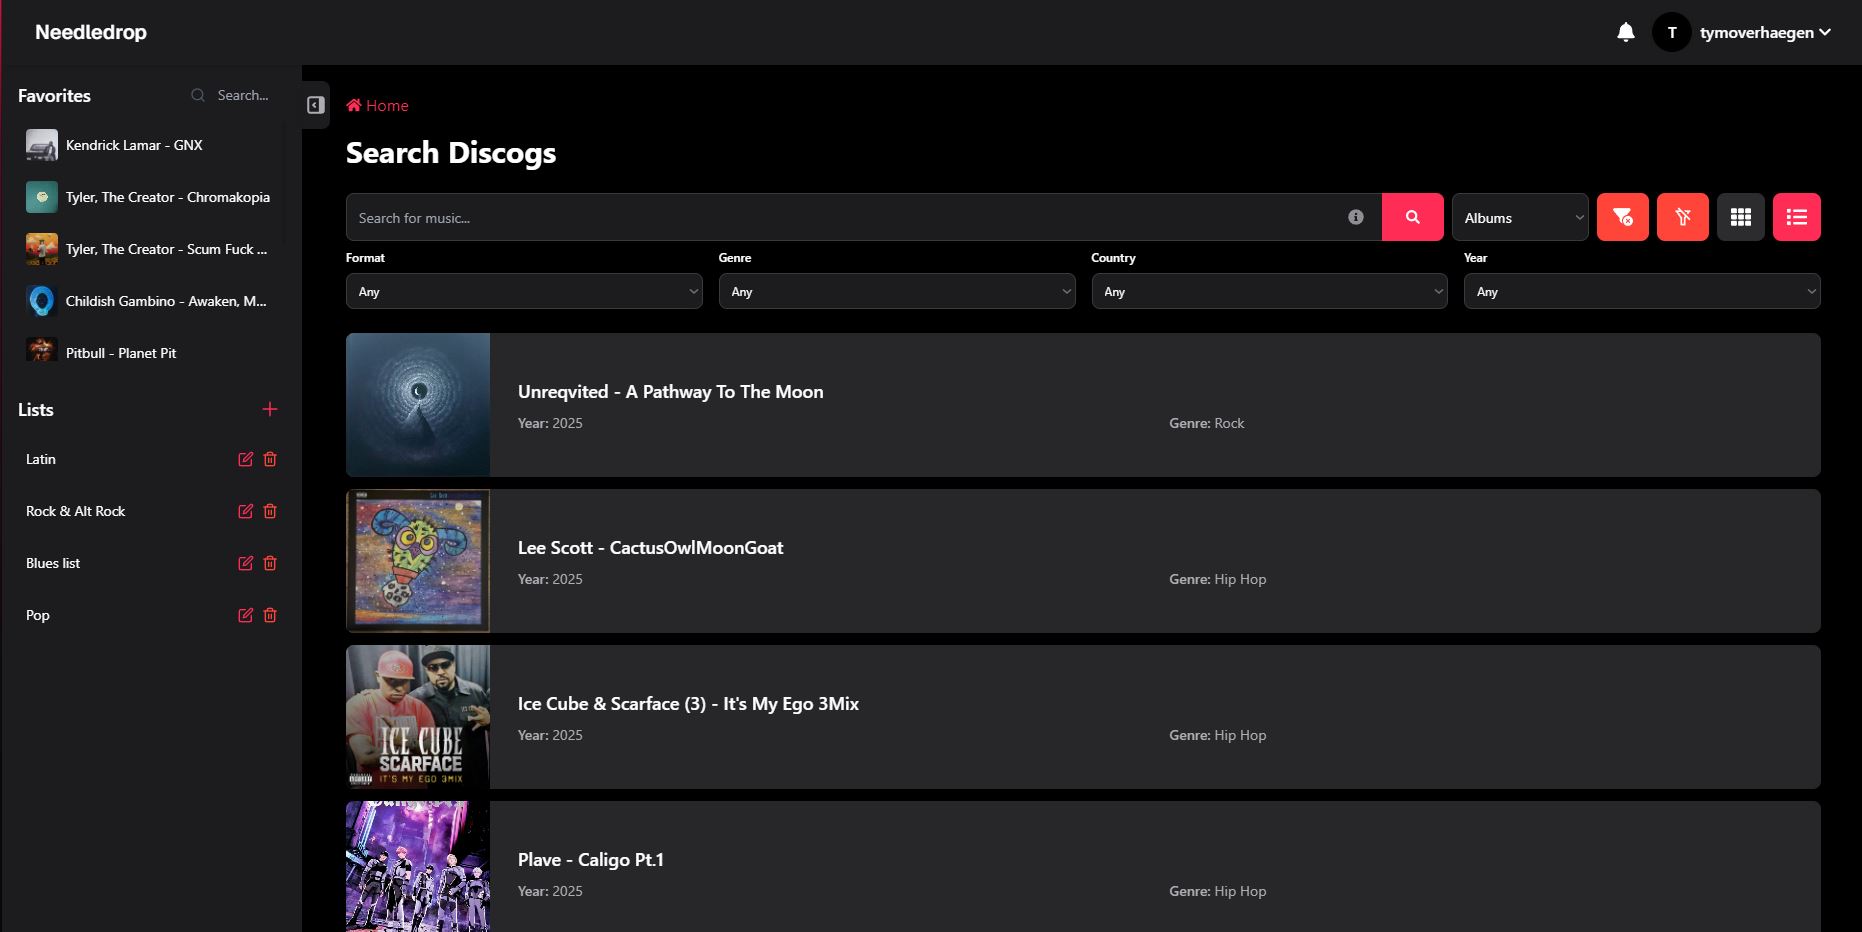 Needledrop
T
tymoverhaegen
Favorites
Search...
Kendrick Lamar - GNX
Tyler, The Creator - Chromakopia
Tyler, The Creator - Scum Fuck ...
Childish Gambino - Awaken, M...
Pitbull - Planet Pit
Lists
Latin
Rock & Alt Rock
Blues list
Pop
Home
Search Discogs
Search for music...
Albums
Format
Genre
Country
Year
Any
Any
Any
Any
Unreqvited - A Pathway To The Moon
Year: 2025
Genre: Rock
Lee Scott - CactusOwlMoonGoat
Year: 2025
Genre: Hip Hop
ICE CUBE
SCARFACE
IT'S MY EGO 3MIX
Ice Cube & Scarface (3) - It's My Ego 3Mix
Year: 2025
Genre: Hip Hop
Plave - Caligo Pt.1
Year: 2025
Genre: Hip Hop